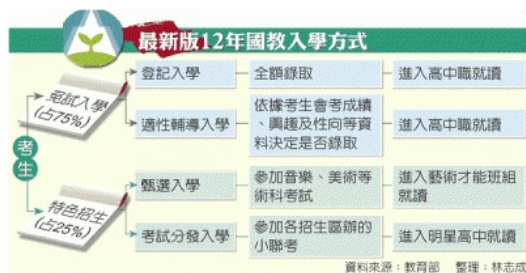 最新版12年國教入學方式
考生
免試入學
(占75%)
登記入學
全額錄取
進入高中職就讀
適性輔導入學
依據考生會考成績
、興趣及性向等資
料決定是否錄取
進入高中職就讀
特色招生
(占25%)
甄選入學
參加音樂、美術等
術科考試
進入藝術才能班組
就讀
考試分發入學
參加各招生區辦的
小聯考
進入明星高中就讀
資料來源：教育部 整理：林志成